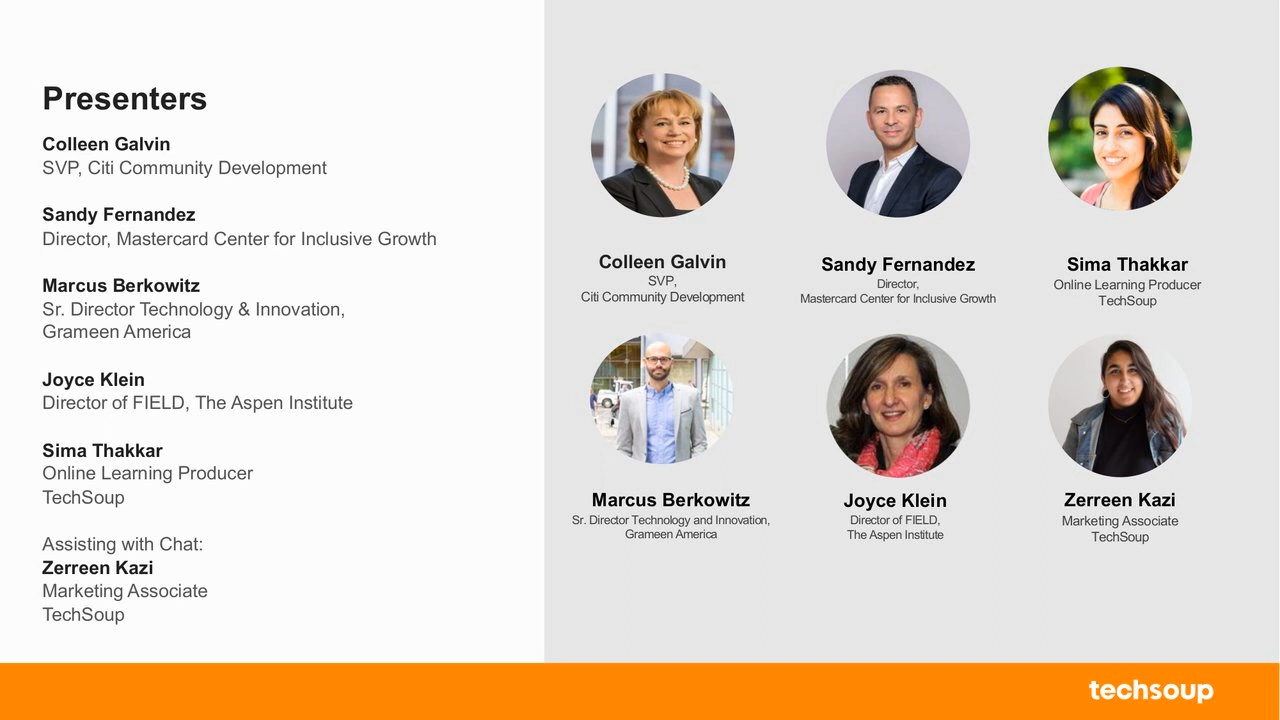 Presenters
Colleen Galvin
SVP, Citi Community Development
Sandy Fernandez
Director, Mastercard Center for Inclusive Growth
Marcus Berkowitz
Sr. Director Technology & Innovation,
Grameen America
Joyce Klein
Director of FIELD, The Aspen Institute
Sima Thakkar
Online Learning Producer
TechSoup
Assisting with Chat:
Zerreen Kazi
Marketing Associate
TechSoup
Colleen Galvin
SVP,
Citi Community Development
Sandy Fernandez
Director,
Mastercard Center for Inclusive Growth
Sima Thakkar
Online Learning Producer
TechSoup
Marcus Berkowitz
Sr. Director Technology and Innovation,
Grameen America
Joyce Klein
Director of FIELD,
The Aspen Institute
Zerreen Kazi
Marketing Associate
TechSoup
techsoup